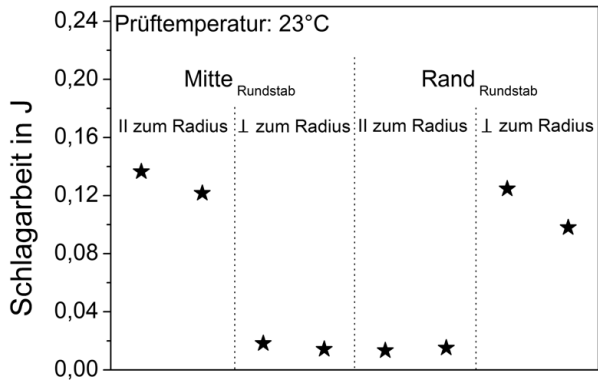 Prüftemperatur: 23°C
Mitte Rundstab
Rand Rundstab
II zum Radius
⊥ zum Radius
II zum Radius
⊥ zum Radius
Schlagarbeit in J
0,24
0,20
0,16
0,12
0,08
0,04
0,00